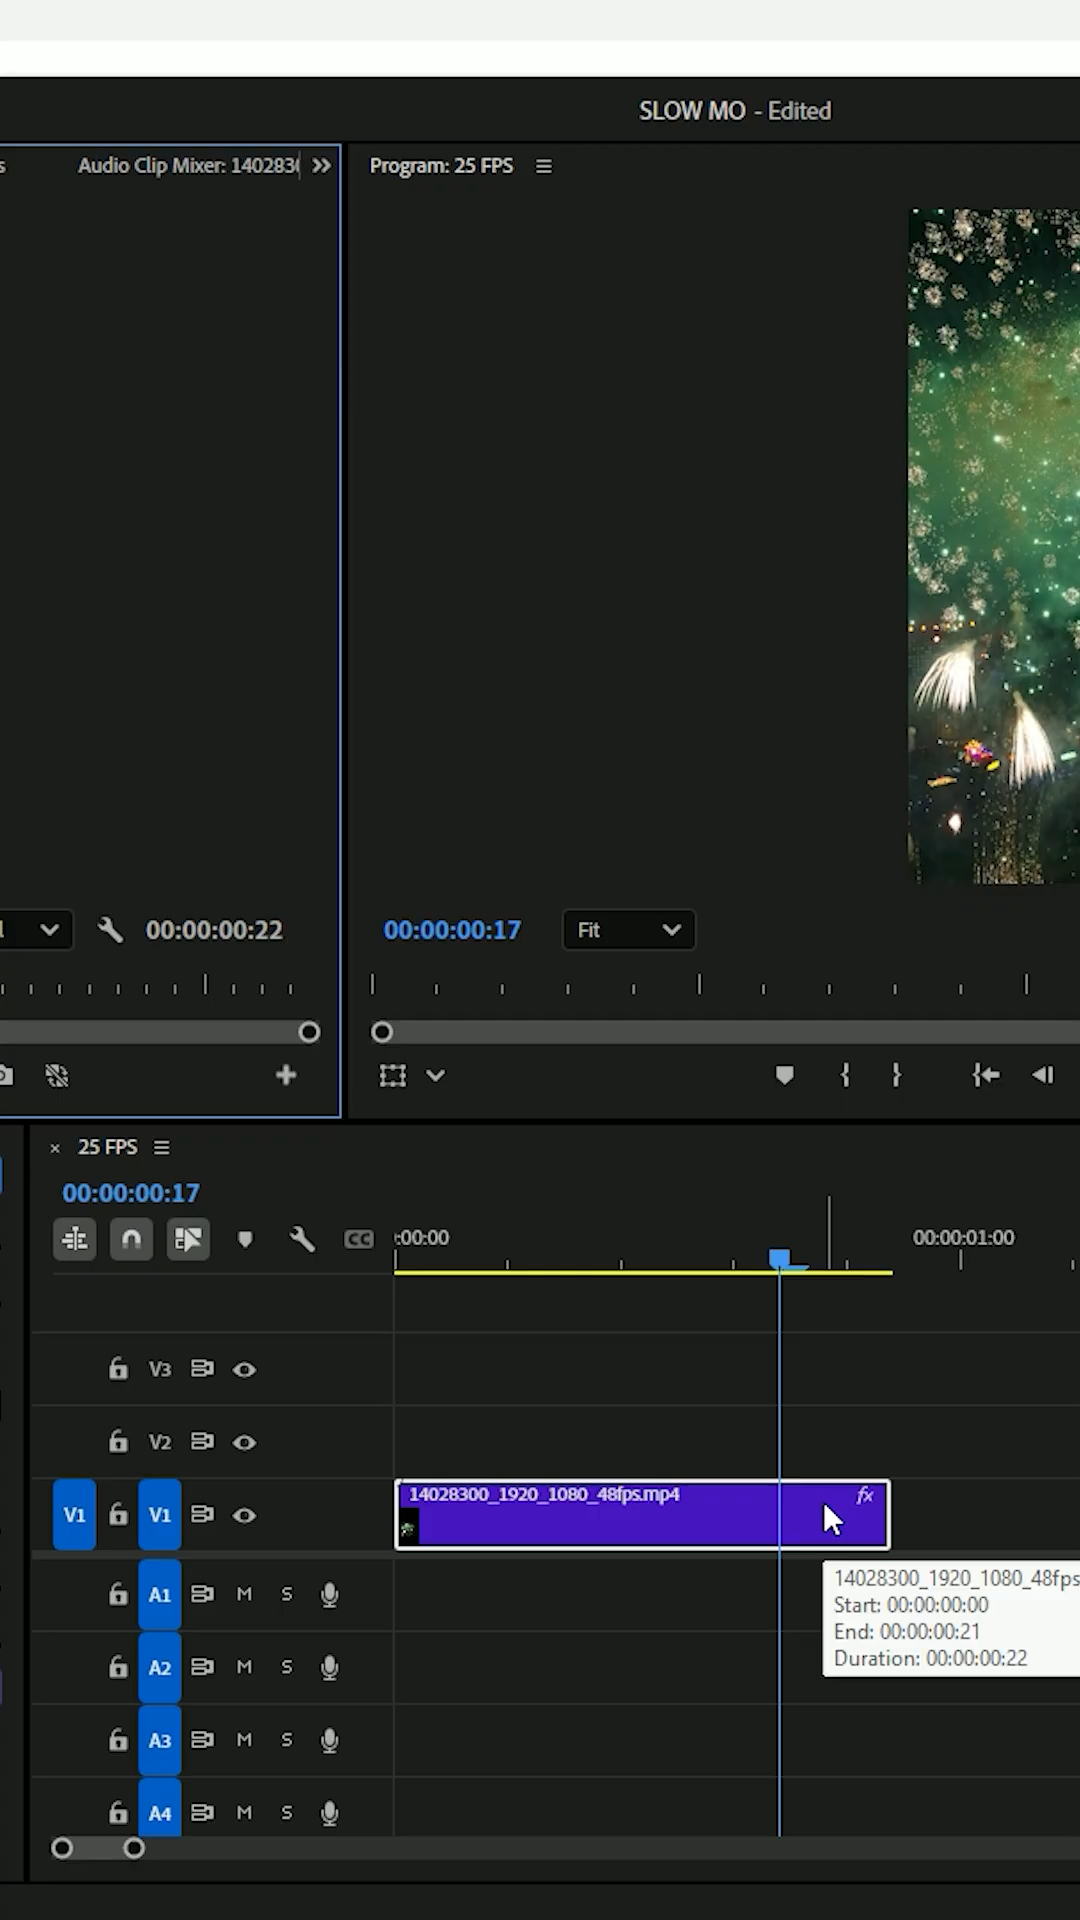 SLOW MO - Edited
s
Audio Clip Mixer: 1402830
Program: 25 FPS
00:00:00:22
00:00:00:17
Fit
25 FPS
00:00:00:17
CC
:00:00
00:00:01:00
V3
V2
V1
V1
14028300_1920_1080_48fps.mp4
fx
14028300_1920_1080_48fps
Start: 00:00:00:00
End: 00:00:00:21
Duration: 00:00:00:22
A1 M S
A2 M S
A3 M S
A4 M S